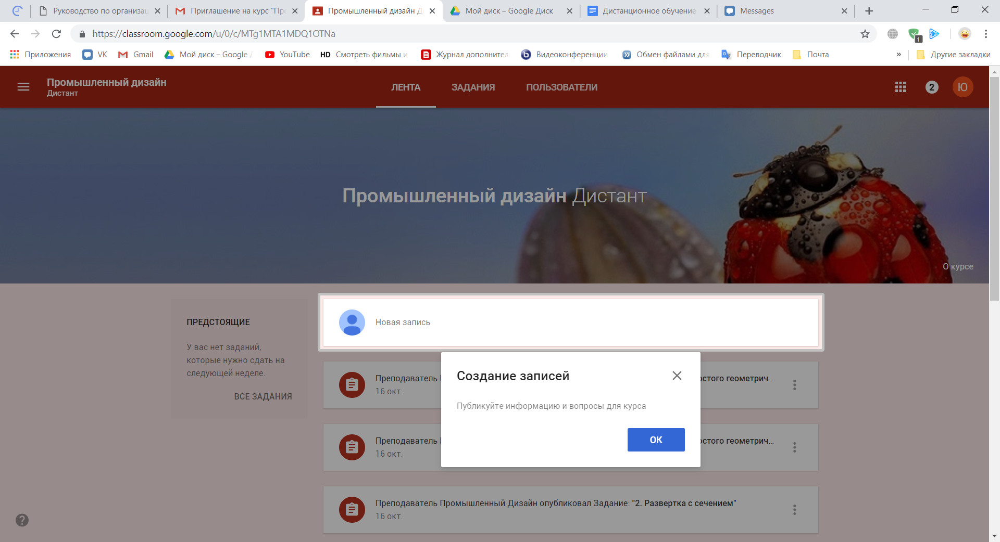 Руководство по организац
Приглашение на курс "Пр
Промышленный дизайн Д
Мой диск – Google Диск
Дистанционное обучение
Messages
https://classroom.google.com/u/0/c/MTg1MTA1MDQ1OTNa
1
Приложения
VK
Gmail
Мой диск – Google
YouTube
HD Смотреть фильмы и
Журнал дополнител
Видеоконференции
Обмен файлами для
Переводчик
Почта
»
Другие закладки
Промышленный дизайн
Дистант
ЛЕНТА
ЗАДАНИЯ
ПОЛЬЗОВАТЕЛИ
2
Ю
Промышленный дизайн Дистант
О курсе
ПРЕДСТОЯЩИЕ
У вас нет заданий,
которые нужно сдать на
следующей неделе.
ВСЕ ЗАДАНИЯ
Новая запись
Создание записей
Публикуйте информацию и вопросы для курса
ОК
Преподаватель
остого геометрич...
16 окт.
Преподаватель
остого геометрич...
16 окт.
Преподаватель Промышленный Дизайн опубликовал Задание: "2. Развертка с сечением"
16 окт.
?